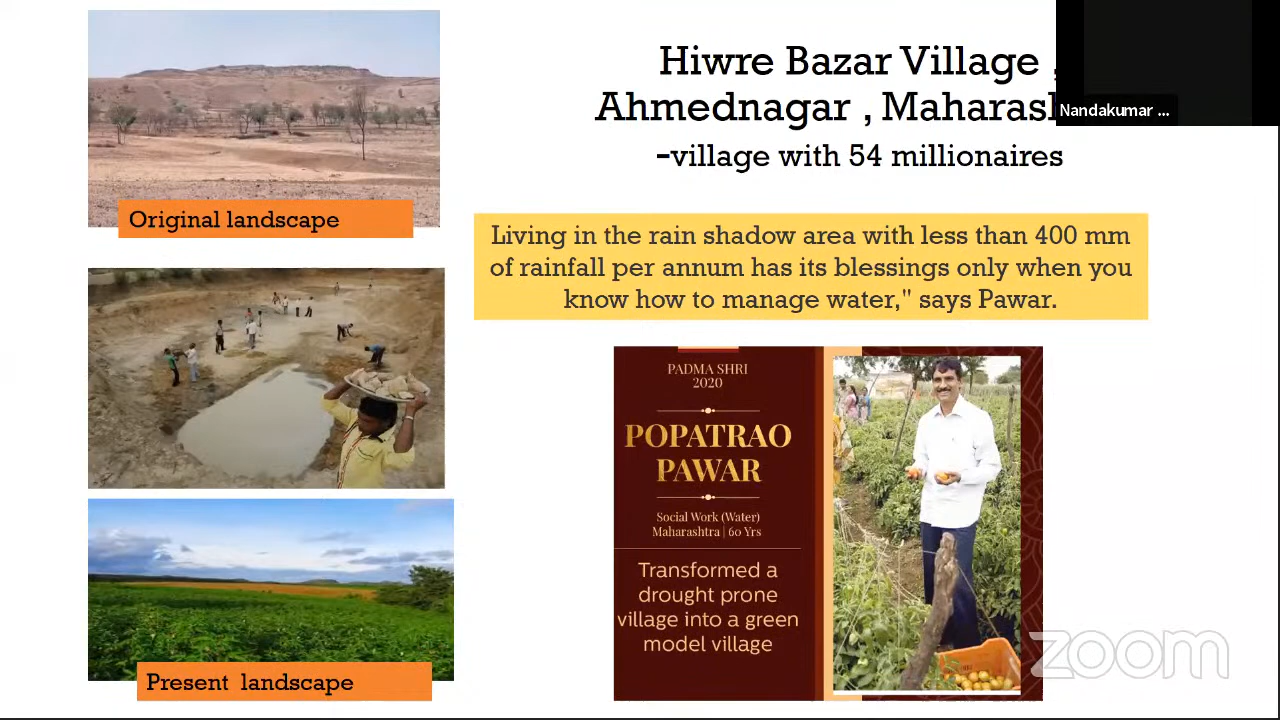 Hiwre Bazar Village ,
Ahmednagar , Maharash
-village with 54 millionaires
Nandakumar ...
Original landscape
Living in the rain shadow area with less than 400 mm
of rainfall per annum has its blessings only when you
know how to manage water," says Pawar.
PADMA SHRI
2020
POPATRAO
PAWAR
Social Work (Water)
Maharashtra | 60 Yrs
Transformed a
drought prone
village into a green
model village
Present landscape
zoom